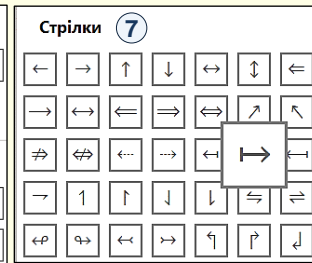 Стрілки 7
← → ↑ ↓ ↔ ↕ ⇐
⟶ ⟷ ⟸ ⟹ ⟺ ↗ ↖
⇏ ⇎ ⇠ ⇢ ↤ ↦ ⟻
⇁ ↿ ↾ ⇃ ⇂ ⇋ ⇌
↫ ↬ ↢ ↣ ↰ ↱ ↲